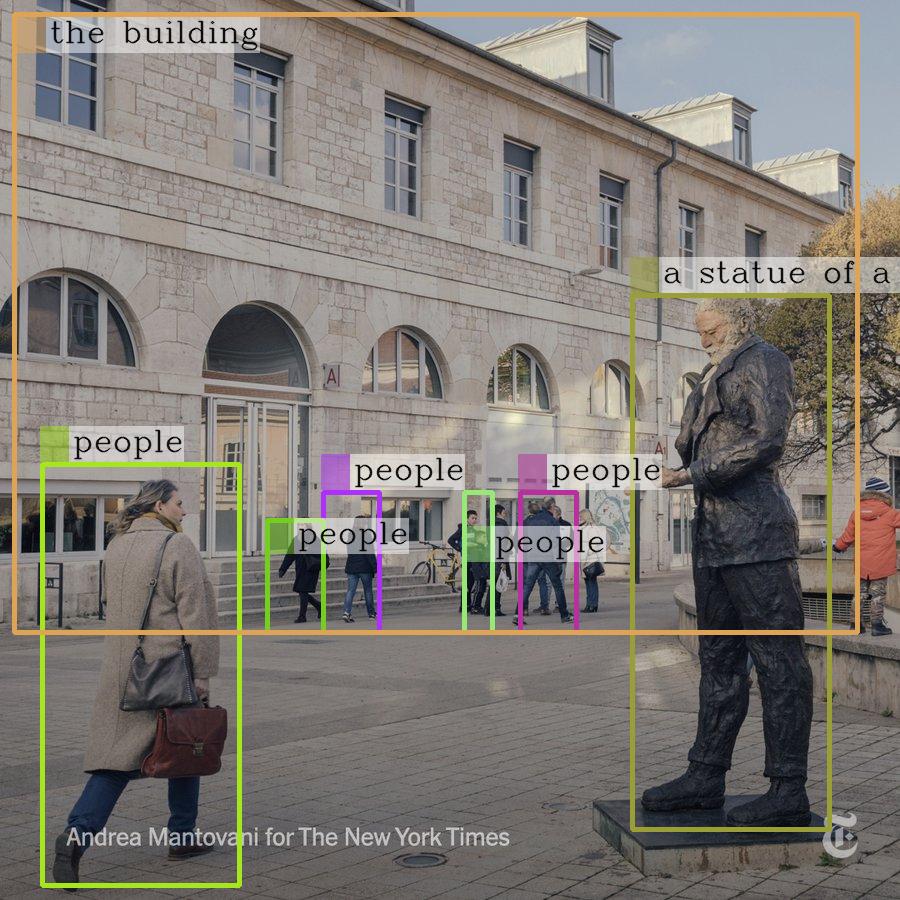 the building
a statue of a
A
people
people
people
A
people
people
Andrea Mantovani for The New York Times
T